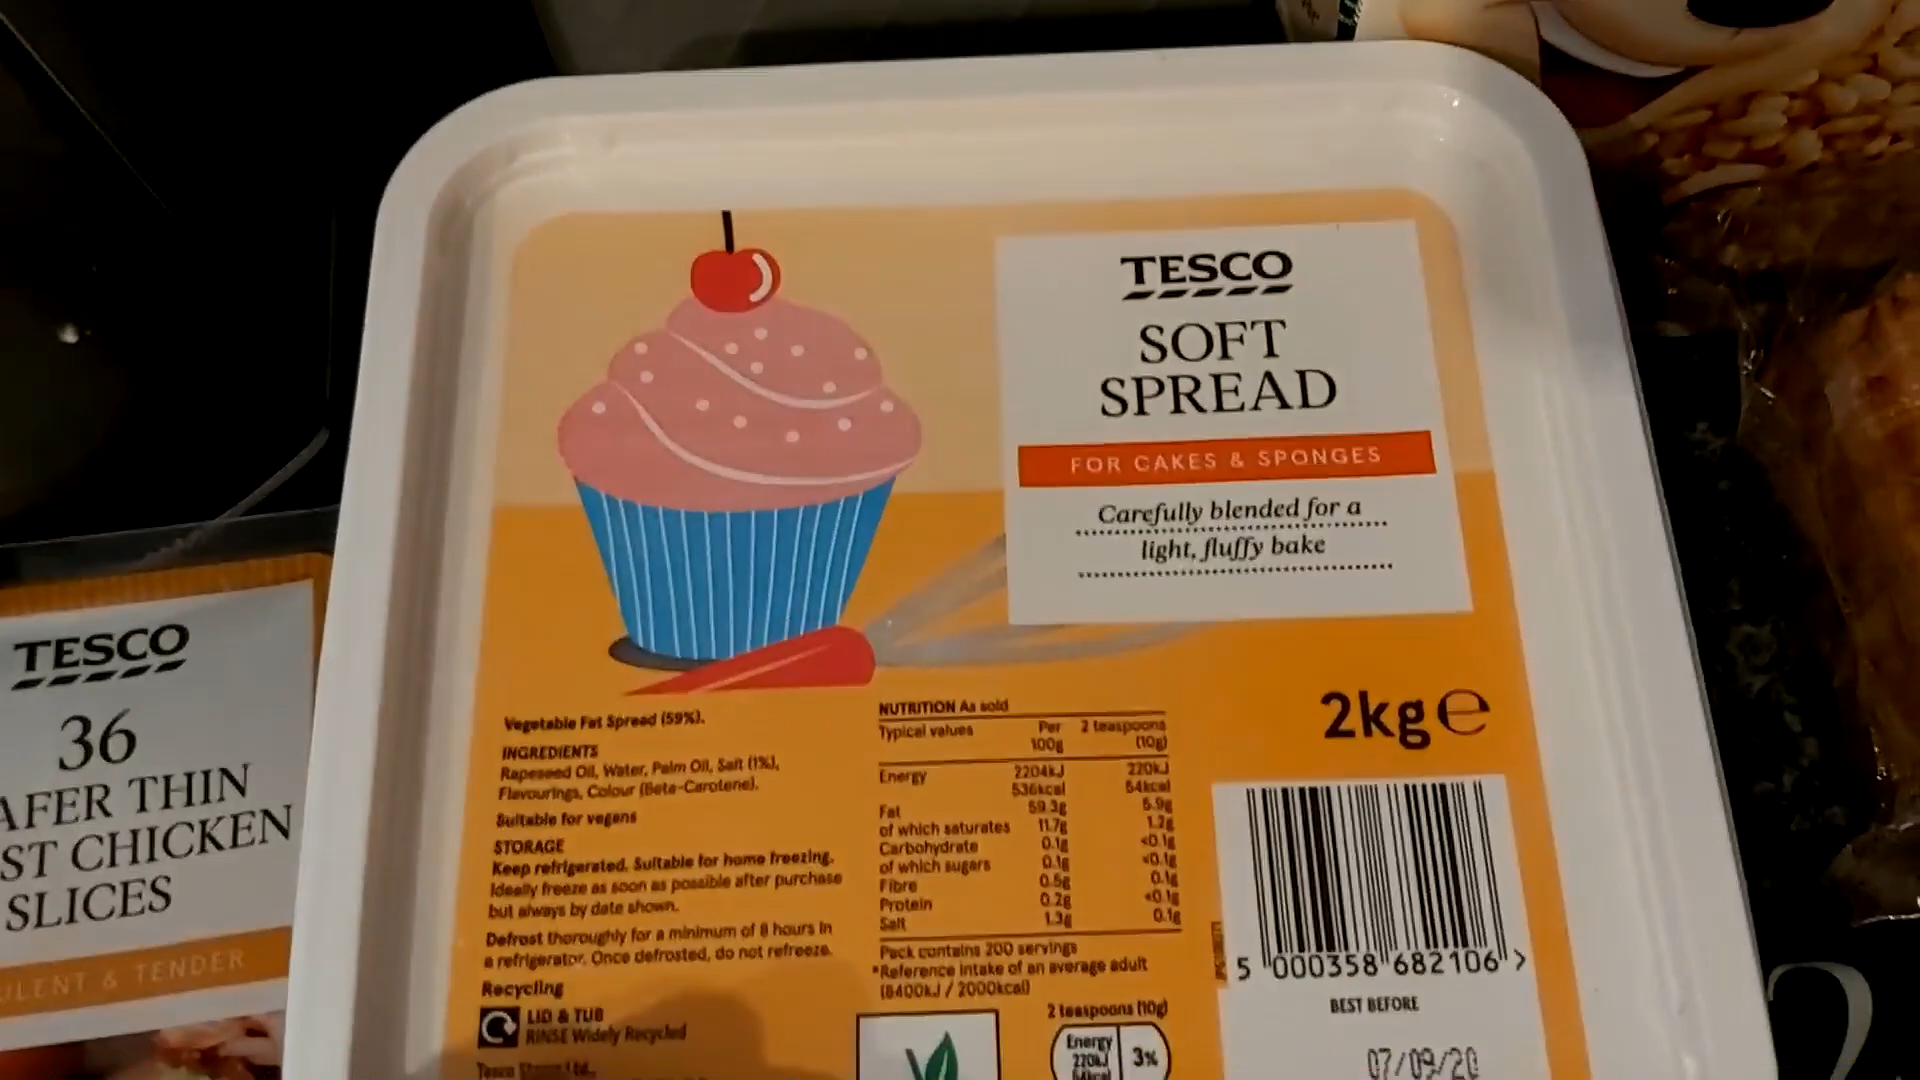 TESCO
SOFT
SPREAD
FOR CAKES & SPONGES
Carefully blended for a
light, fluffy bake
2kg℮
Vegetable Fat Spread (59%).
INGREDIENTS
Rapeseed Oil, Water, Palm Oil, Salt (1%),
Flavourings, Colour (Beta-Carotene).
Suitable for vegans
STORAGE
Keep refrigerated. Suitable for home freezing.
Ideally freeze as soon as possible after purchase
but always by date shown.
Defrost thoroughly for a minimum of 8 hours in
a refrigerator. Once defrosted, do not refreeze.
Recycling
LID & TUB
RINSE Widely Recycled
NUTRITION As sold
Typical values Per 100g 2 teaspoons (10g)
Energy 2204kJ 220kJ
536kcal 54kcal
Fat 59.3g 5.9g
of which saturates 11.7g 1.2g
Carbohydrate 0.1g <0.1g
of which sugars 0.1g <0.1g
Fibre 0.5g 0.1g
Protein 0.2g <0.1g
Salt 1.3g 0.1g
Pack contains 200 servings
*Reference intake of an average adult
(8400kJ / 2000kcal)
2 teaspoons (10g)
Energy
220kJ
54kcal
3%
5 000358 682106 >
BEST BEFORE
07/09/20
TESCO
36
AFER THIN
ST CHICKEN
SLICES
ULENT & TENDER